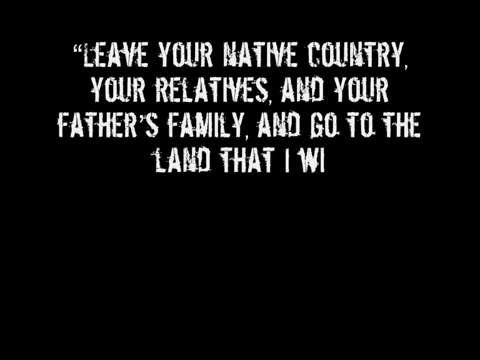 “LEAVE YOUR NATIVE COUNTRY,
YOUR RELATIVES, AND YOUR
FATHER’S FAMILY, AND GO TO THE
LAND THAT I WI